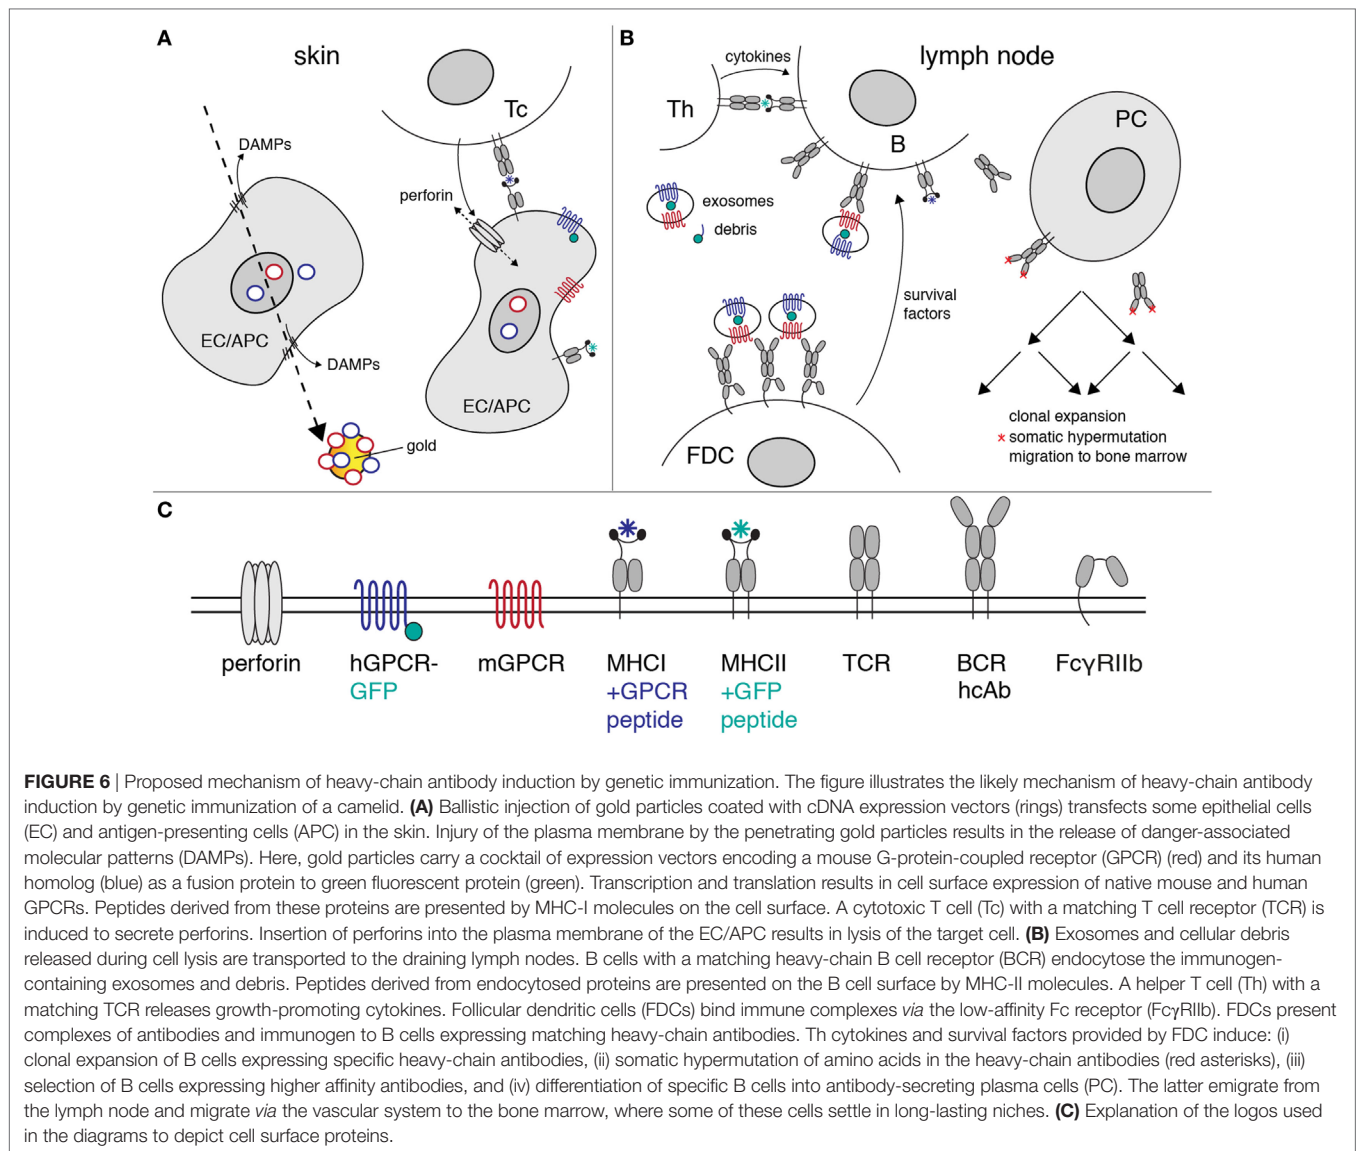 A
skin
Tc
DAMPs
perforin
EC/APC
DAMPs
EC/APC
gold
B
lymph node
cytokines
Th
B
PC
exosomes
debris
survival
factors
FDC
clonal expansion
somatic hypermutation
migration to bone marrow
C
perforin
hGPCR-
GFP
mGPCR
MHCI
+GPCR
peptide
MHCII
+GFP
peptide
TCR
BCR
hcAb
FcγRIIb
FIGURE 6 | Proposed mechanism of heavy-chain antibody induction by genetic immunization. The figure illustrates the likely mechanism of heavy-chain antibody
induction by genetic immunization of a camelid. (A) Ballistic injection of gold particles coated with cDNA expression vectors (rings) transfects some epithelial cells
(EC) and antigen-presenting cells (APC) in the skin. Injury of the plasma membrane by the penetrating gold particles results in the release of danger-associated
molecular patterns (DAMPs). Here, gold particles carry a cocktail of expression vectors encoding a mouse G-protein-coupled receptor (GPCR) (red) and its human
homolog (blue) as a fusion protein to green fluorescent protein (green). Transcription and translation results in cell surface expression of native mouse and human
GPCRs. Peptides derived from these proteins are presented by MHC-I molecules on the cell surface. A cytotoxic T cell (Tc) with a matching T cell receptor (TCR) is
induced to secrete perforins. Insertion of perforins into the plasma membrane of the EC/APC results in lysis of the target cell. (B) Exosomes and cellular debris
released during cell lysis are transported to the draining lymph nodes. B cells with a matching heavy-chain B cell receptor (BCR) endocytose the immunogen-
containing exosomes and debris. Peptides derived from endocytosed proteins are presented on the B cell surface by MHC-II molecules. A helper T cell (Th) with a
matching TCR releases growth-promoting cytokines. Follicular dendritic cells (FDCs) bind immune complexes via the low-affinity Fc receptor (FcγRIIb). FDCs present
complexes of antibodies and immunogen to B cells expressing matching heavy-chain antibodies. Th cytokines and survival factors provided by FDC induce: (i)
clonal expansion of B cells expressing specific heavy-chain antibodies, (ii) somatic hypermutation of amino acids in the heavy-chain antibodies (red asterisks), (iii)
selection of B cells expressing higher affinity antibodies, and (iv) differentiation of specific B cells into antibody-secreting plasma cells (PC). The latter emigrate from
the lymph node and migrate via the vascular system to the bone marrow, where some of these cells settle in long-lasting niches. (C) Explanation of the logos used
in the diagrams to depict cell surface proteins.